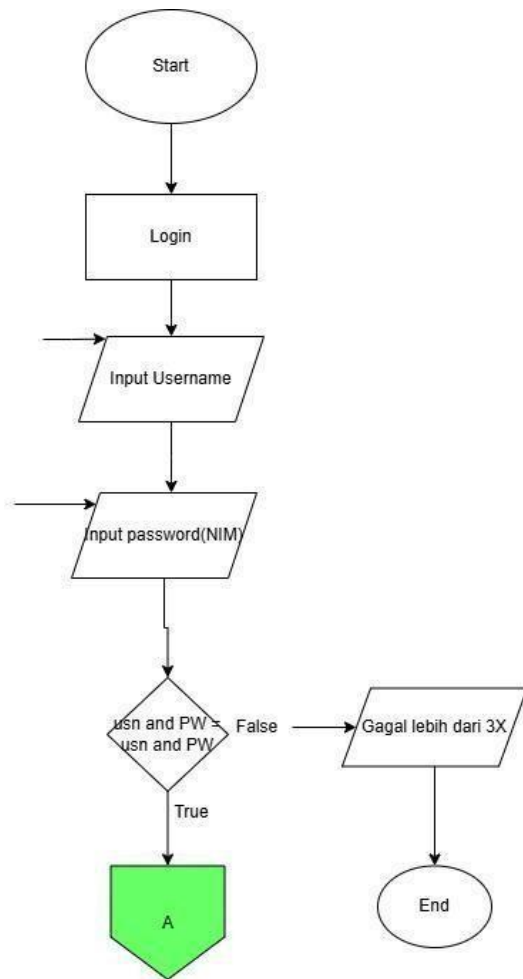 Start
Login
Input Username
Input password(NIM)
usn and PW =
usn and PW
False
Gagal lebih dari 3X
True
A
End